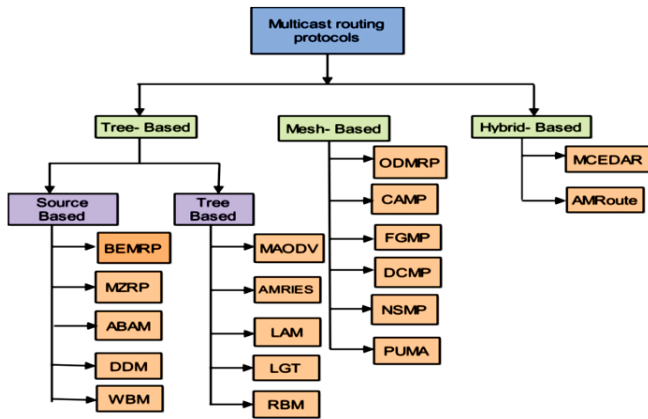 Multicast routing
protocols
Tree- Based
Mesh- Based
Hybrid- Based
Source
Based
Tree
Based
BEMRP
MZRP
ABAM
DDM
WBM
MAODV
AMRIES
LAM
LGT
RBM
ODMRP
CAMP
FGMP
DCMP
NSMP
PUMA
MCEDAR
AMRoute